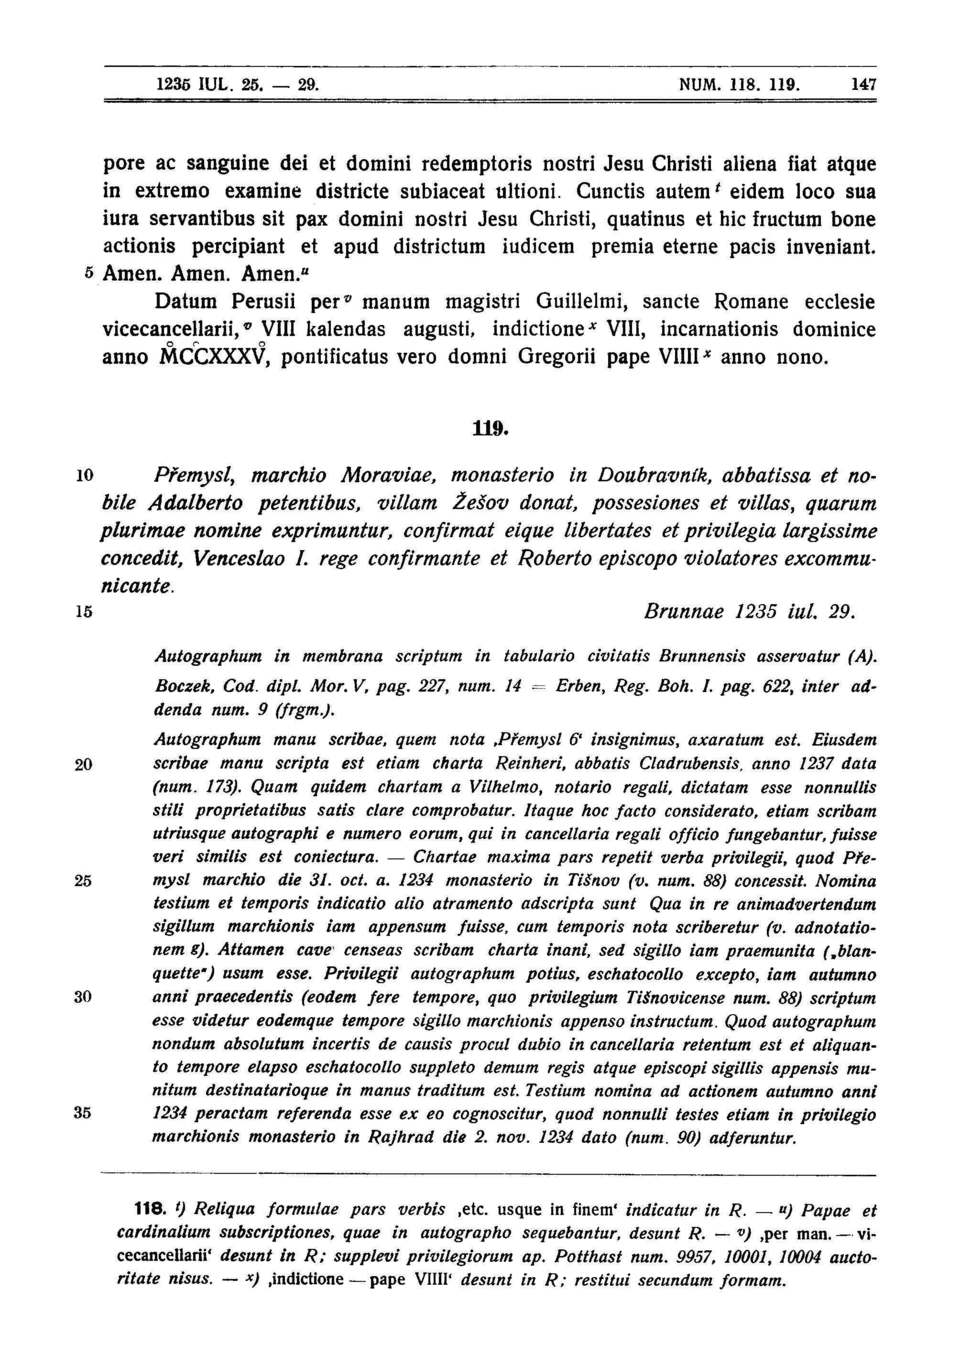 1235 IUL. 25. — 29. NUM. 118. 119. 147
pore ac sanguine dei et domini redemptoris nostri Jesu Christi aliena fiat atque
in extremo examine districte subiaceat ultioni. Cunctis autem ᵗ eidem loco sua
iura servantibus sit pax domini nostri Jesu Christi, quatinus et hic fructum bone
actionis percipiant et apud districtum iudicem premia eterne pacis inveniant.
5 Amen. Amen. Amen.ᵘ
Datum Perusii per ᵛ manum magistri Guillelmi, sancte Romane ecclesie
vicecancellarii, ᵛ VIII kalendas augusti, indictione ˣ VIII, incarnationis dominice
anno M̊CCXXXV̊, pontificatus vero domni Gregorii pape VIIII ˣ anno nono.
119.
10 Přemysl, marchio Moraviae, monasterio in Doubravník, abbatissa et no-
bile Adalberto petentibus, villam Žešov donat, possesiones et villas, quarum
plurimae nomine exprimuntur, confirmat eique libertates et privilegia largissime
concedit, Venceslao I. rege confirmante et Roberto episcopo violatores excommu-
nicante.
15 Brunnae 1235 iul. 29.
Autographum in membrana scriptum in tabulario civitatis Brunnensis asservatur (A).
Boczek, Cod. dipl. Mor. V, pag. 227, num. 14 = Erben, Reg. Boh. I. pag. 622, inter ad-
denda num. 9 (frgm.).
Autographum manu scribae, quem nota ‚Přemysl 6‘ insignimus, axaratum est. Eiusdem
20 scribae manu scripta est etiam charta Reinheri, abbatis Cladrubensis, anno 1237 data
(num. 173). Quam quidem chartam a Vilhelmo, notario regali, dictatam esse nonnullis
stili proprietatibus satis clare comprobatur. Itaque hoc facto considerato, etiam scribam
utriusque autographi e numero eorum, qui in cancellaria regali officio fungebantur, fuisse
veri similis est coniectura. — Chartae maxima pars repetit verba privilegii, quod Pře-
25 mysl marchio die 31. oct. a. 1234 monasterio in Tišnov (v. num. 88) concessit. Nomina
testium et temporis indicatio alio atramento adscripta sunt Qua in re animadvertendum
sigillum marchionis iam appensum fuisse, cum temporis nota scriberetur (v. adnotatio-
nem g). Attamen cave censeas scribam charta inani, sed sigillo iam praemunita („blan-
quette“) usum esse. Privilegii autographum potius, eschatocollo excepto, iam autumno
30 anni praecedentis (eodem fere tempore, quo privilegium Tišnovicense num. 88) scriptum
esse videtur eodemque tempore sigillo marchionis appenso instructum. Quod autographum
nondum absolutum incertis de causis procul dubio in cancellaria retentum est et aliquan-
to tempore elapso eschatocollo suppleto demum regis atque episcopi sigillis appensis mu-
nitum destinatarioque in manus traditum est. Testium nomina ad actionem autumno anni
35 1234 peractam referenda esse ex eo cognoscitur, quod nonnulli testes etiam in privilegio
marchionis monasterio in Rajhrad die 2. nov. 1234 dato (num. 90) adferuntur.
118. ᵗ) Reliqua formulae pars verbis ‚etc. usque in finem‘ indicatur in R. — ᵘ) Papae et
cardinalium subscriptiones, quae in autographo sequebantur, desunt R. — ᵛ) ‚per man. — vi-
cecancellarii‘ desunt in R; supplevi privilegiorum ap. Potthast num. 9957, 10001, 10004 aucto-
ritate nisus. — ˣ) ‚indictione — pape VIIII‘ desunt in R; restitui secundum formam.